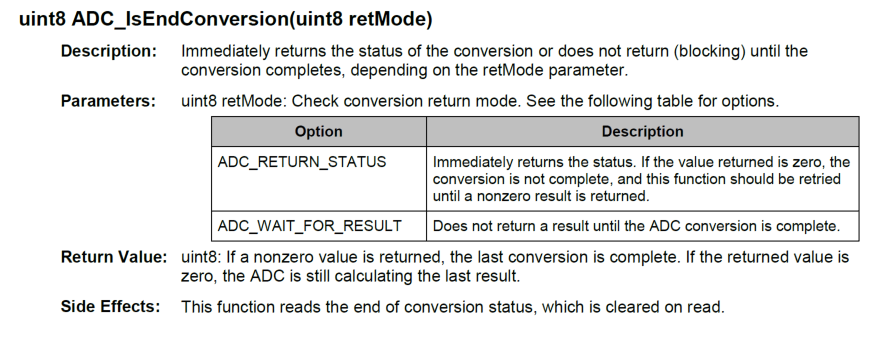 uint8 ADC_IsEndConversion(uint8 retMode)
Description: Immediately returns the status of the conversion or does not return (blocking) until the
conversion completes, depending on the retMode parameter.
Parameters: uint8 retMode: Check conversion return mode. See the following table for options.
Option Description
ADC_RETURN_STATUS Immediately returns the status. If the value returned is zero, the
conversion is not complete, and this function should be retried
until a nonzero result is returned.
ADC_WAIT_FOR_RESULT Does not return a result until the ADC conversion is complete.
Return Value: uint8: If a nonzero value is returned, the last conversion is complete. If the returned value is
zero, the ADC is still calculating the last result.
Side Effects: This function reads the end of conversion status, which is cleared on read.